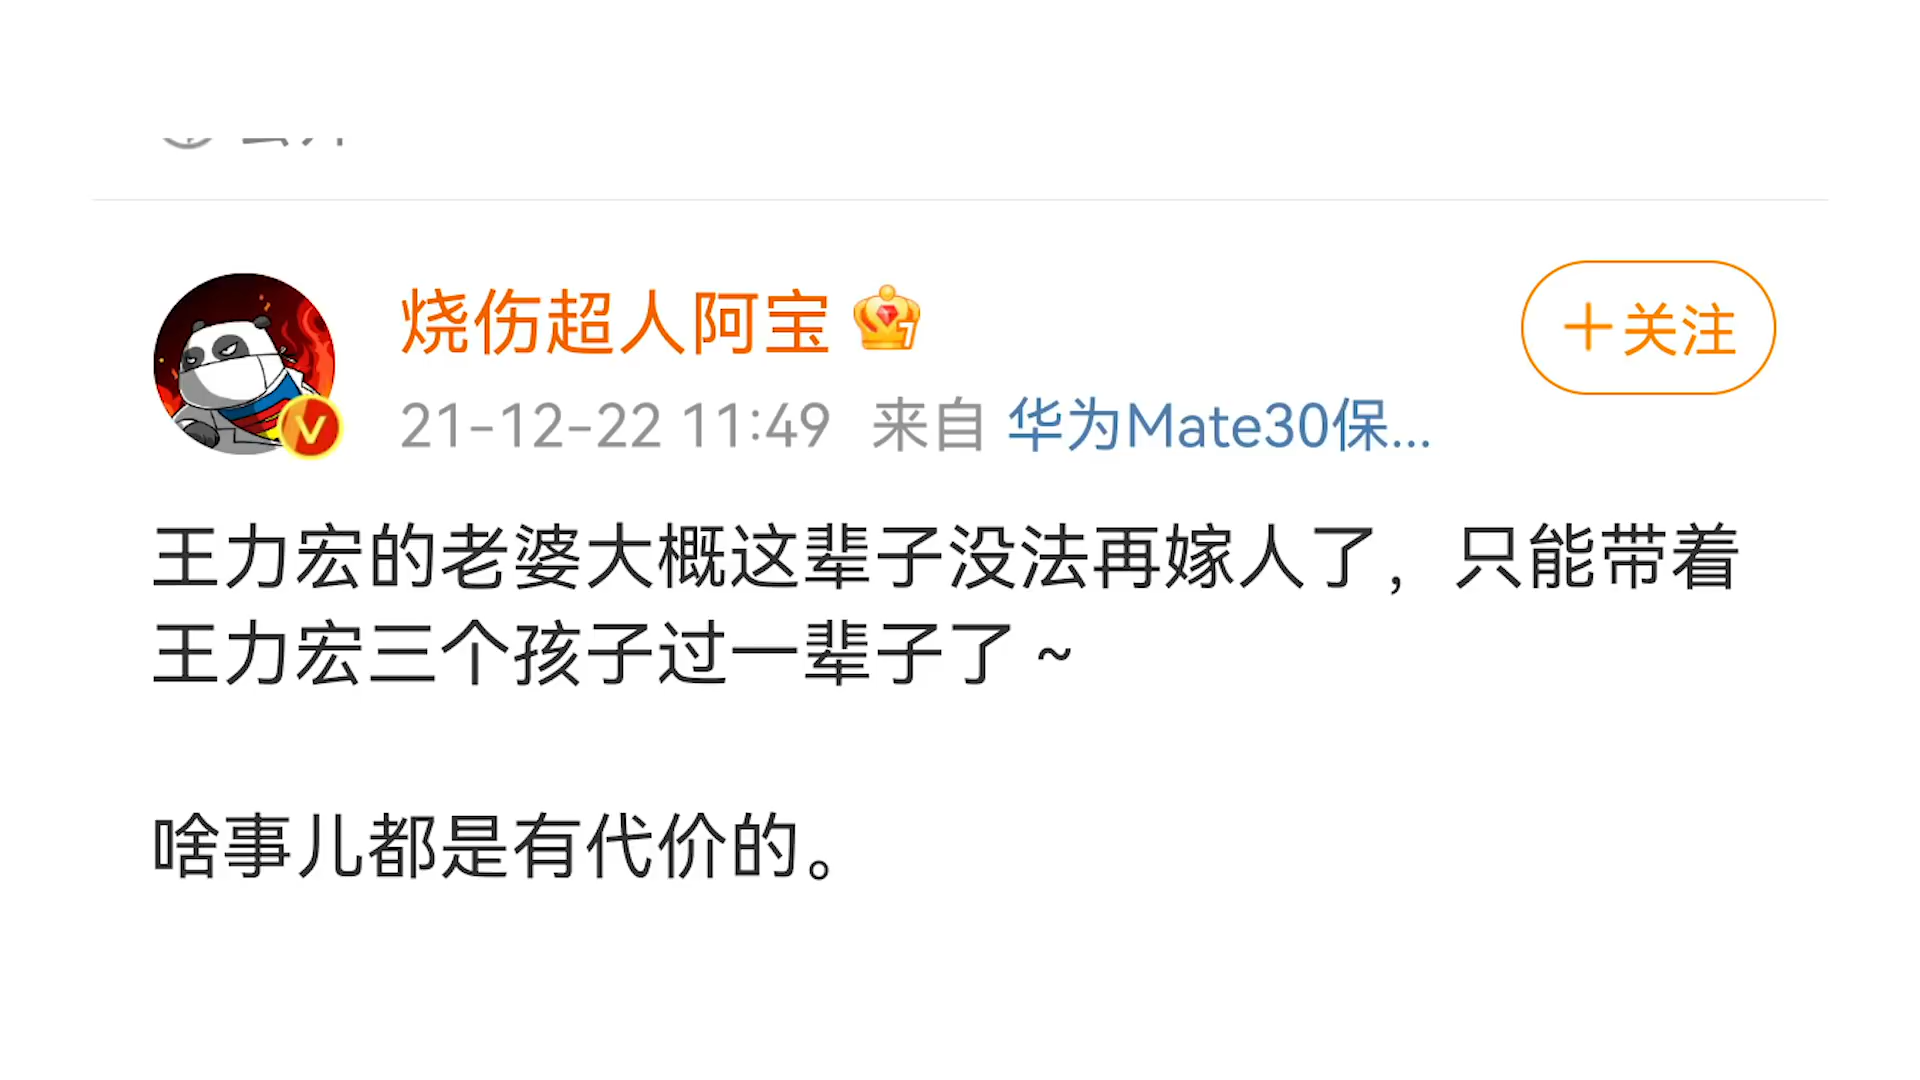 烧伤超人阿宝
+关注
21-12-22 11:49 来自 华为Mate30保...
王力宏的老婆大概这辈子没法再嫁人了，只能带着
王力宏三个孩子过一辈子了~
啥事儿都是有代价的。